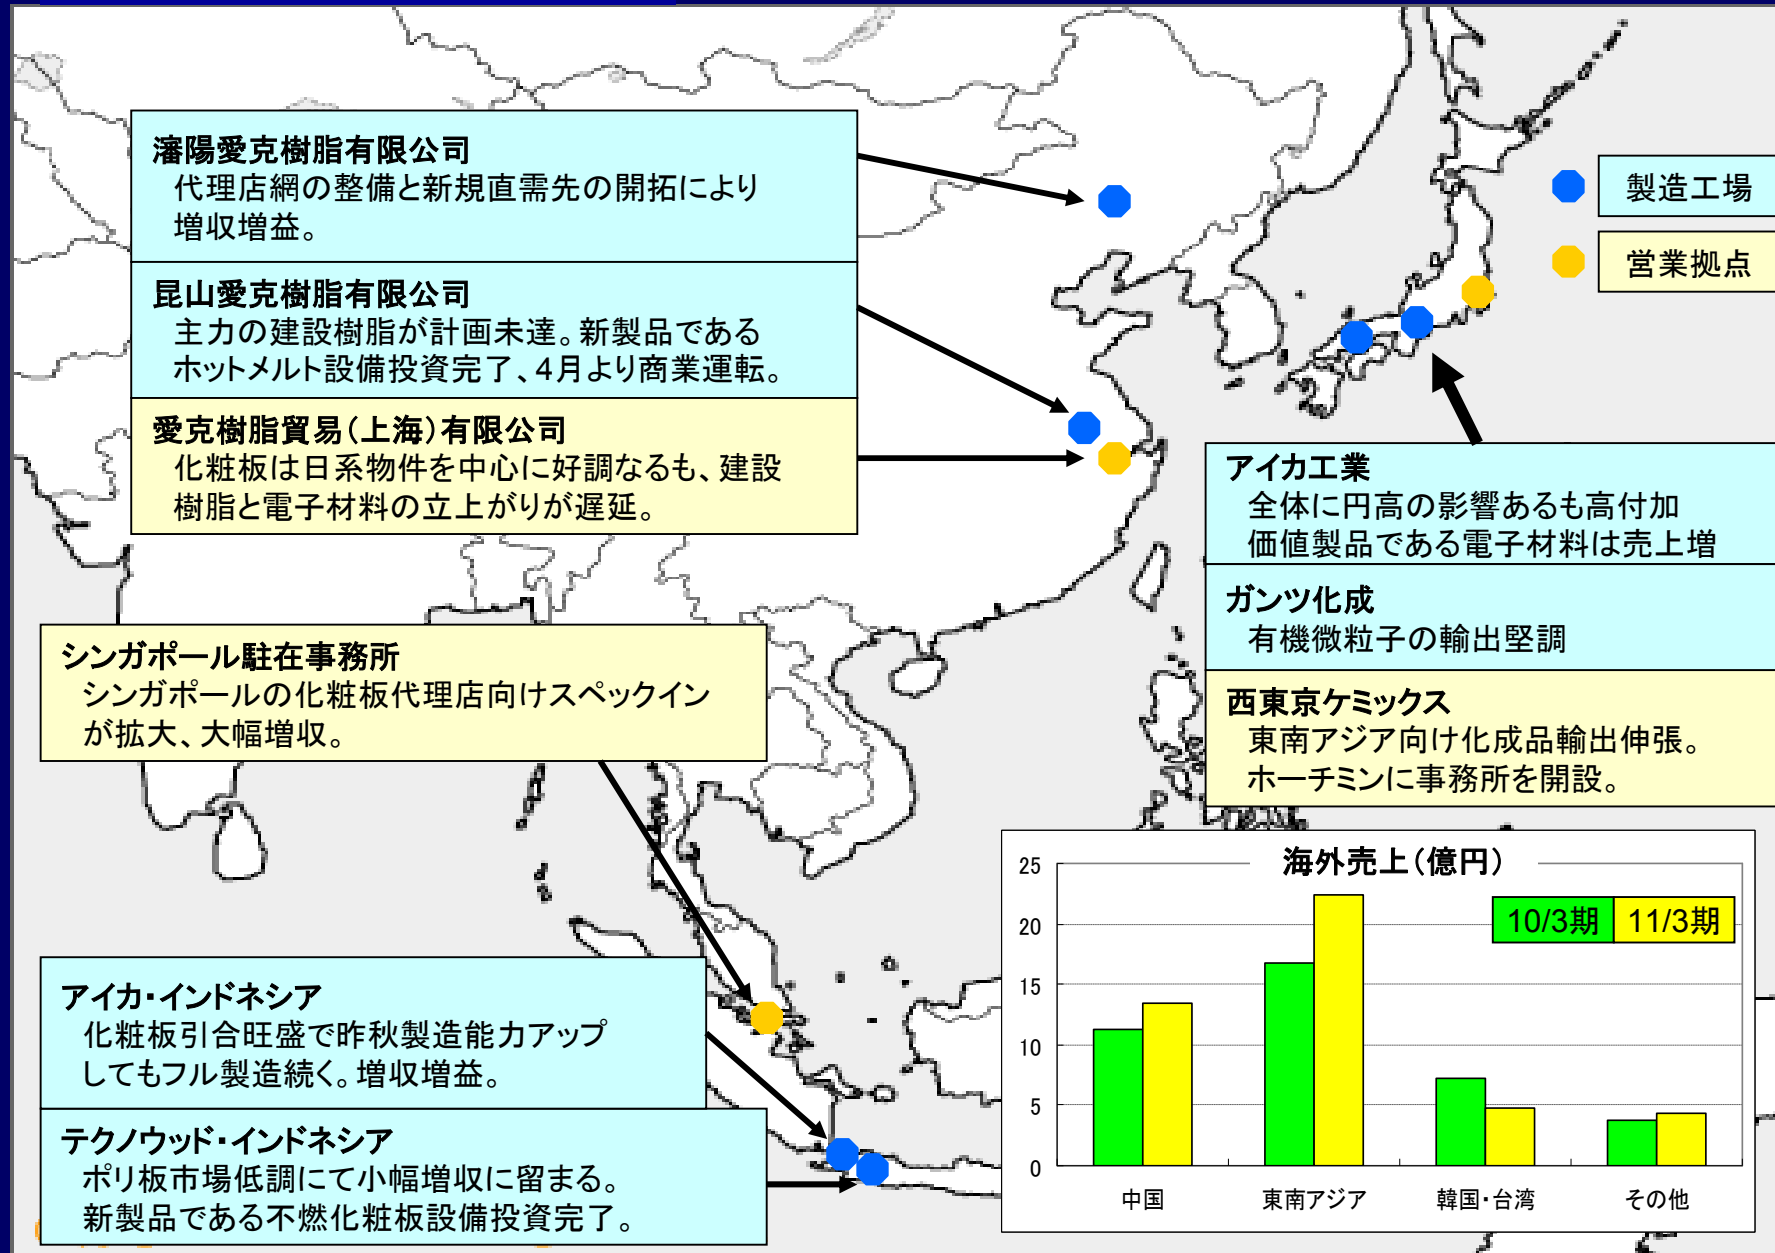 瀋陽愛克樹脂有限公司
代理店網の整備と新規直需先の開拓により
増収増益。
昆山愛克樹脂有限公司
主力の建設樹脂が計画未達。新製品である
ホットメルト設備投資完了、4月より商業運転。
愛克樹脂貿易(上海)有限公司
化粧板は日系物件を中心に好調なるも、建設
樹脂と電子材料の立上がりが遅延。
製造工場
営業拠点
アイカ工業
全体に円高の影響あるも高付加
価値製品である電子材料は売上増
ガンツ化成
有機微粒子の輸出堅調
西東京ケミックス
東南アジア向け化成品輸出伸張。
ホーチミンに事務所を開設。
シンガポール駐在事務所
シンガポールの化粧板代理店向けスペックイン
が拡大、大幅増収。
アイカ・インドネシア
化粧板引合旺盛で昨秋製造能力アップ
してもフル製造続く。増収増益。
テクノウッド・インドネシア
ポリ板市場低調にて小幅増収に留まる。
新製品である不燃化粧板設備投資完了。
海外売上(億円)
10/3期 11/3期
25
20
15
10
5
0
中国 東南アジア 韓国・台湾 その他